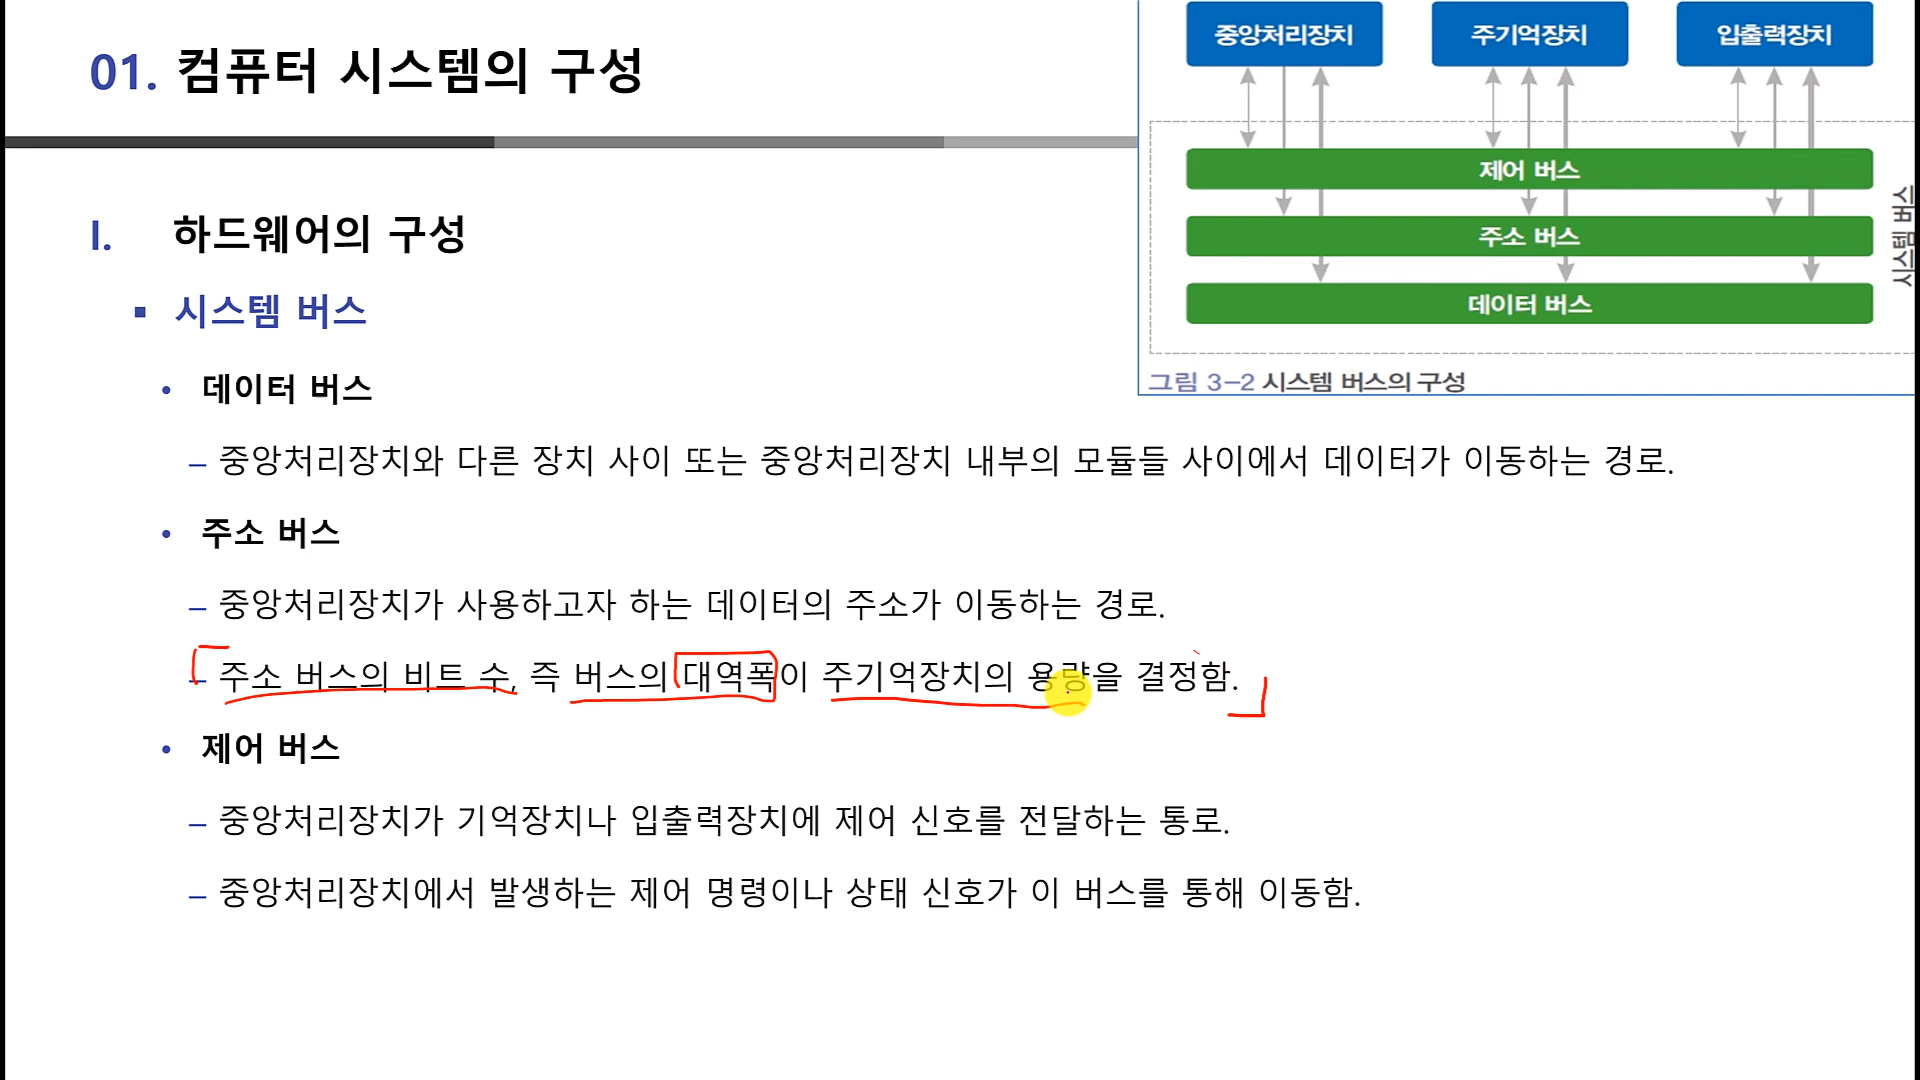 01. 컴퓨터 시스템의 구성
중앙처리장치 주기억장치 입출력장치
제어 버스
주소 버스
데이터 버스
시스템 버스
그림 3-2 시스템 버스의 구성
I. 하드웨어의 구성
▪ 시스템 버스
• 데이터 버스
– 중앙처리장치와 다른 장치 사이 또는 중앙처리장치 내부의 모듈들 사이에서 데이터가 이동하는 경로.
• 주소 버스
– 중앙처리장치가 사용하고자 하는 데이터의 주소가 이동하는 경로.
– 주소 버스의 비트 수, 즉 버스의 대역폭이 주기억장치의 용량을 결정함.
• 제어 버스
– 중앙처리장치가 기억장치나 입출력장치에 제어 신호를 전달하는 통로.
– 중앙처리장치에서 발생하는 제어 명령이나 상태 신호가 이 버스를 통해 이동함.